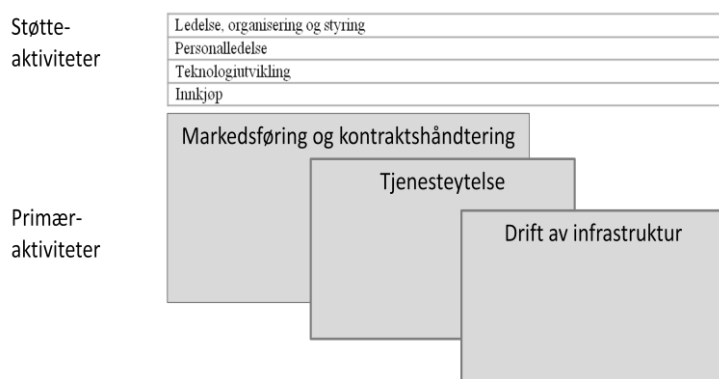 Støtte-
aktiviteter
Ledelse, organisering og styring
Personalledelse
Teknologiutvikling
Innkjøp
Markedsføring og kontraktshåndtering
Tjenesteytelse
Drift av infrastruktur
Primær-
aktiviteter